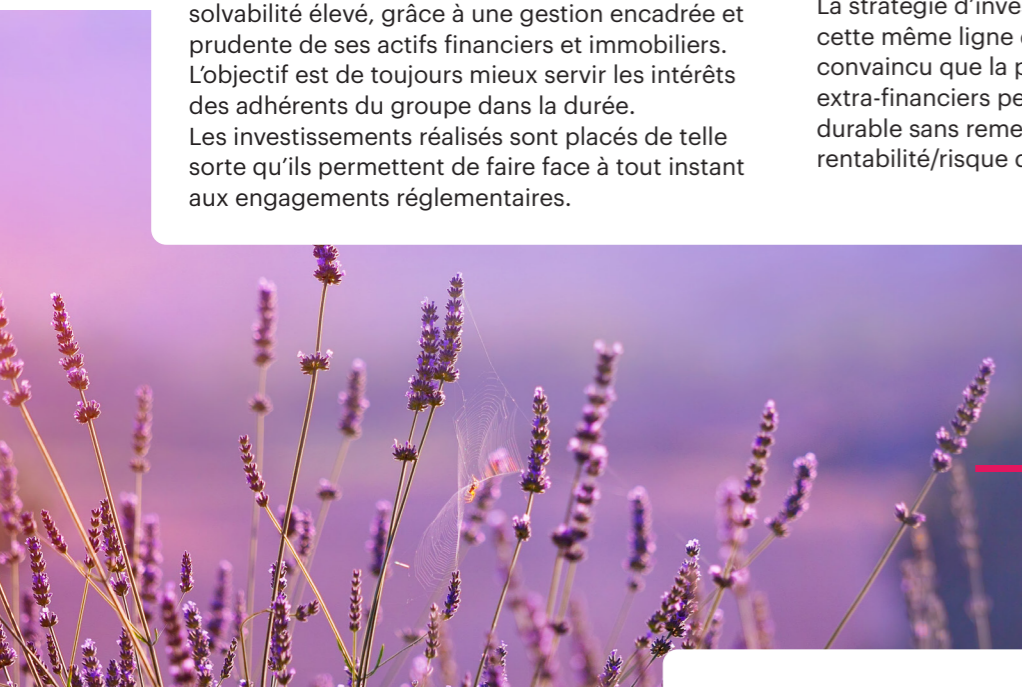 solvabilité élevé, grâce à une gestion encadrée et
prudente de ses actifs financiers et immobiliers.
L’objectif est de toujours mieux servir les intérêts
des adhérents du groupe dans la durée.
Les investissements réalisés sont placés de telle
sorte qu’ils permettent de faire face à tout instant
aux engagements réglementaires.
La stratégie
cette même ligne
convaincu que la
extra-financiers
durable sans
rentabilité/risque